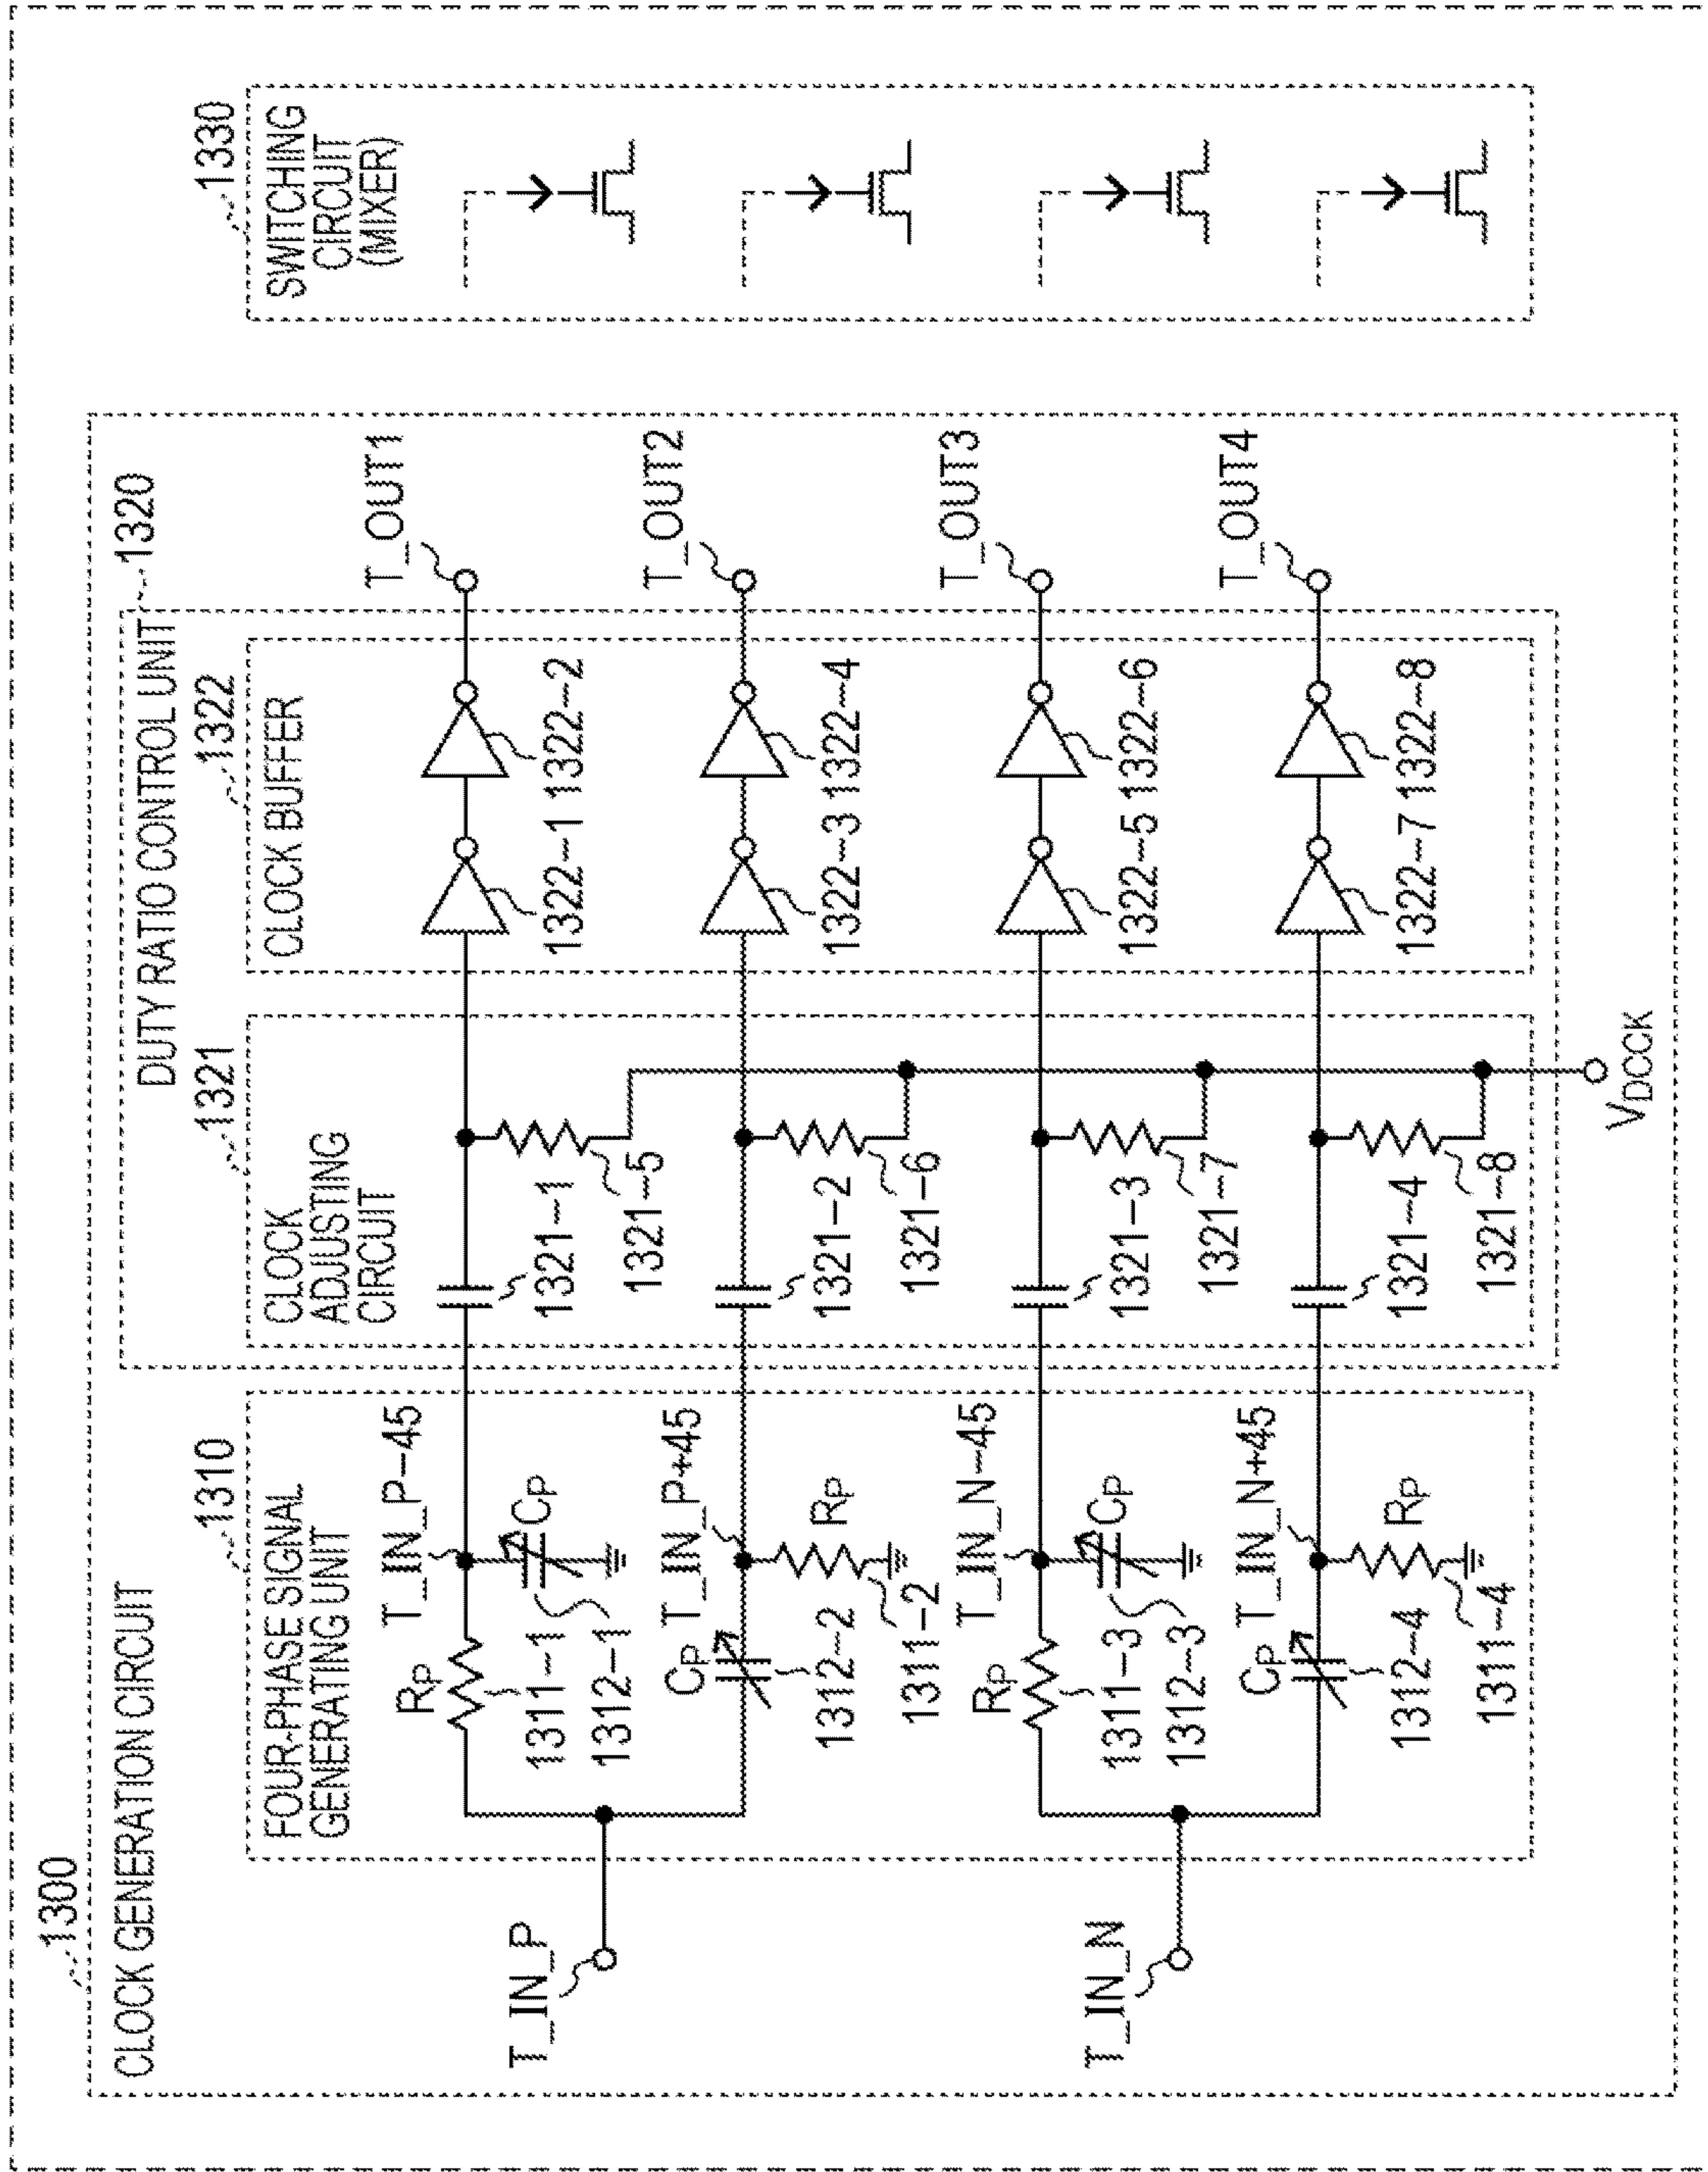 1300
CLOCK GENERATION CIRCUIT
DUTY RATIO CONTROL UNIT
1320
1310
FOUR-PHASE SIGNAL
GENERATING UNIT
1321
CLOCK
ADJUSTING
CIRCUIT
1322
CLOCK BUFFER
1330
SWITCHING
CIRCUIT
(MIXER)
T_IN_P
RP
1311-1
1312-1
T_IN_P-45
CP
1321-1
1321-5
1322-1
1322-2
T_OUT1
CP
1312-2
1311-2
T_IN_P+45
RP
1321-2
1321-6
1322-3
1322-4
T_OUT2
T_IN_N
RP
1311-3
1312-3
T_IN_N-45
CP
1321-3
1321-7
1322-5
1322-6
T_OUT3
CP
1312-4
1311-4
T_IN_N+45
RP
1321-4
1321-8
1322-7
1322-8
T_OUT4
VDCCK